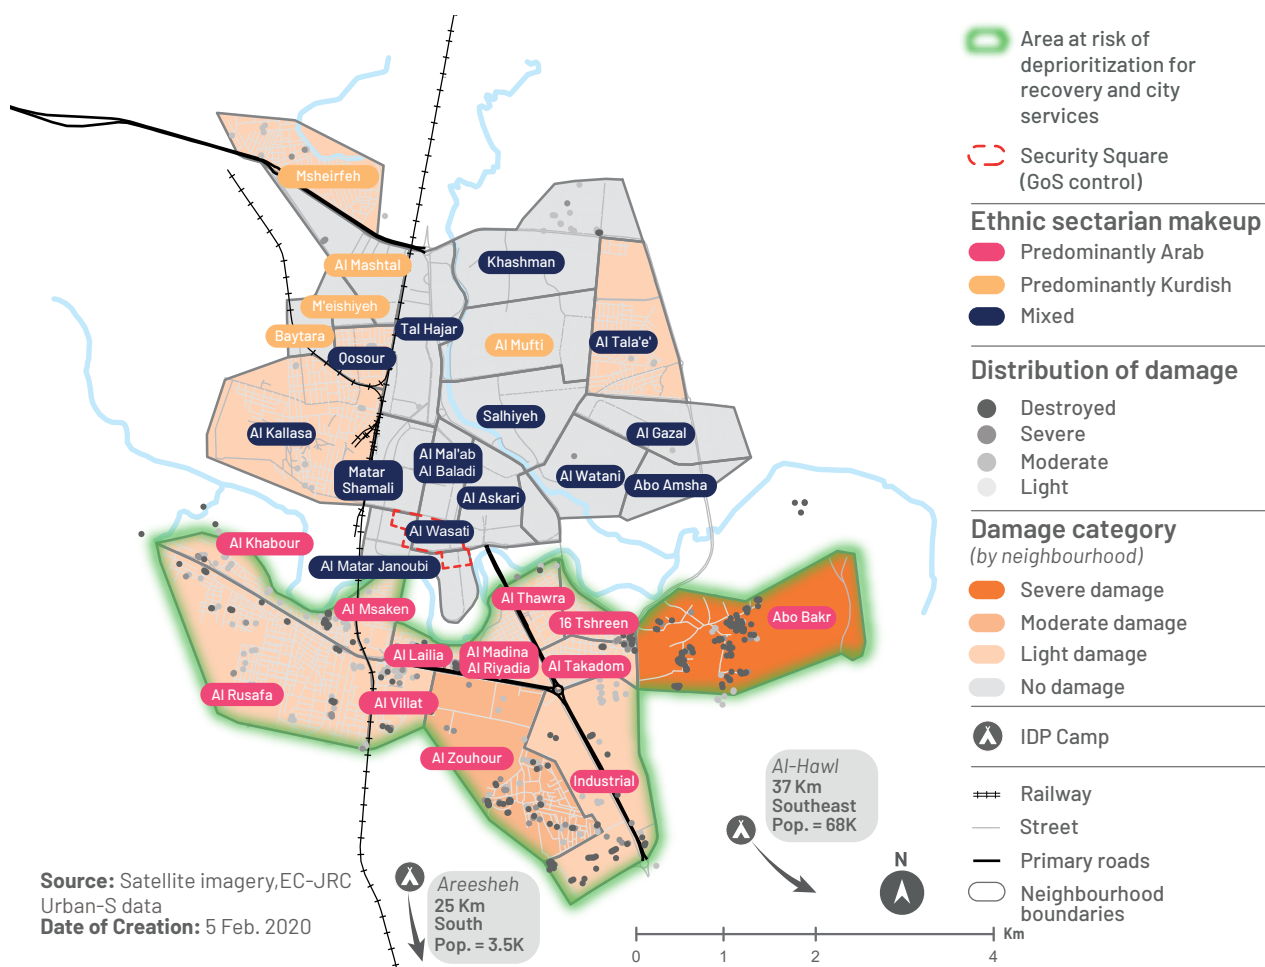 Msheirfeh
Al Mashtal
M'eishiyeh
Baytara
Qosour
Tal Hajar
Khashman
Al Mufti
Al Tala'e'
Salhiyeh
Al Gazal
Al Kallasa
Matar
Shamali
Al Mal'ab
Al Baladi
Al Askari
Al Watani
Abo Amsha
Al Wasati
Al Matar Janoubi
Al Khabour
Al Msaken
Al Thawra
16 Tshreen
Abo Bakr
Al Lailia
Al Madina
Al Riyadia
Al Takadom
Al Rusafa
Al Villat
Al Zouhour
Industrial
Al-Hawl
37 Km
Southeast
Pop. = 68K
Areesheh
25 Km
South
Pop. = 3.5K
Source: Satellite imagery,EC-JRC
Urban-S data
Date of Creation: 5 Feb. 2020
N
Km
0 1 2 4
Area at risk of
deprioritization for
recovery and city
services
Security Square
(GoS control)
Ethnic sectarian makeup
Predominantly Arab
Predominantly Kurdish
Mixed
Distribution of damage
Destroyed
Severe
Moderate
Light
Damage category
(by neighbourhood)
Severe damage
Moderate damage
Light damage
No damage
IDP Camp
Railway
Street
Primary roads
Neighbourhood
boundaries